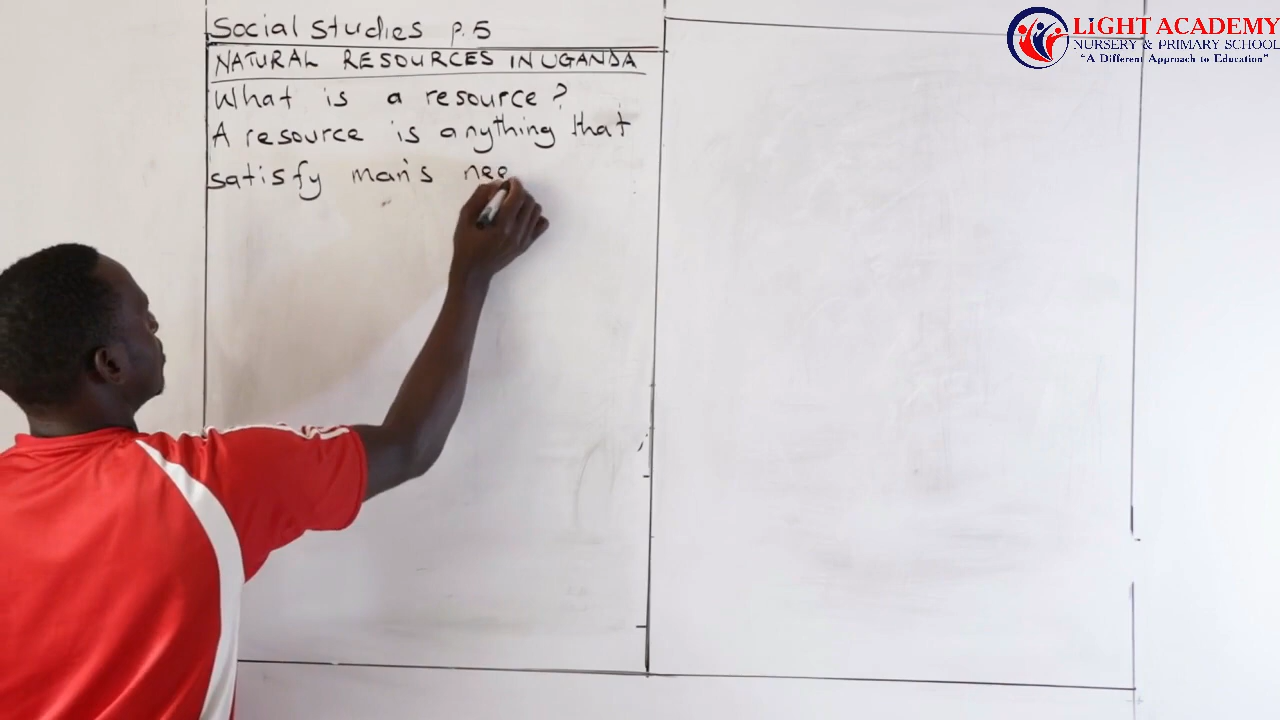 Social Studies p.5
NATURAL RESOURCES IN UGANDA
What is a resource?
A resource is anything that
satisfy man's nee
LIGHT ACADEMY
NURSERY & PRIMARY SCHOOL
"A Different Approach to Education"